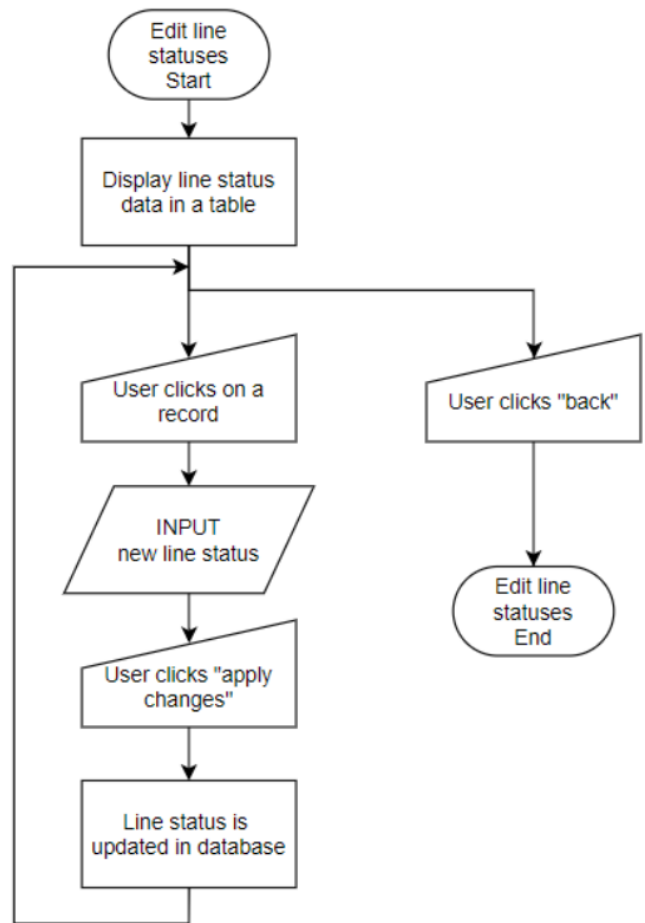 Edit line
statuses
Start
Display line status
data in a table
User clicks on a
record
User clicks "back"
INPUT
new line status
Edit line
statuses
End
User clicks "apply
changes"
Line status is
updated in database